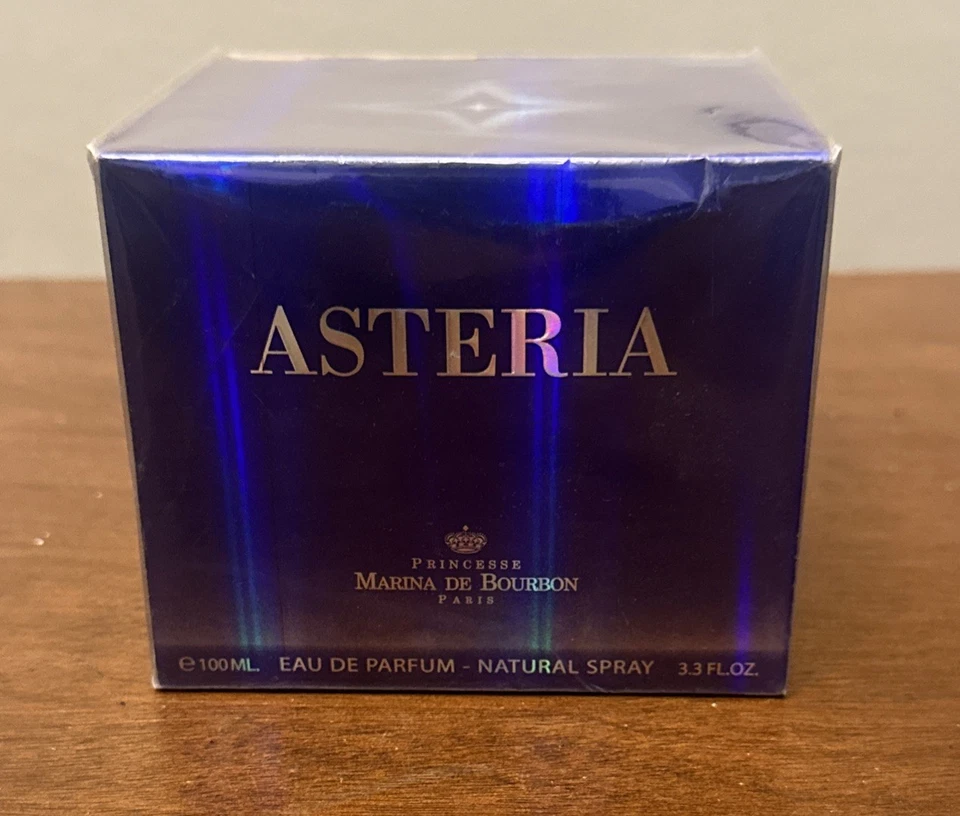 ASTERIA
PRINCESSE
MARINA DE BOURBON
PARIS
℮100ML. EAU DE PARFUM - NATURAL SPRAY 3.3 FL.OZ.